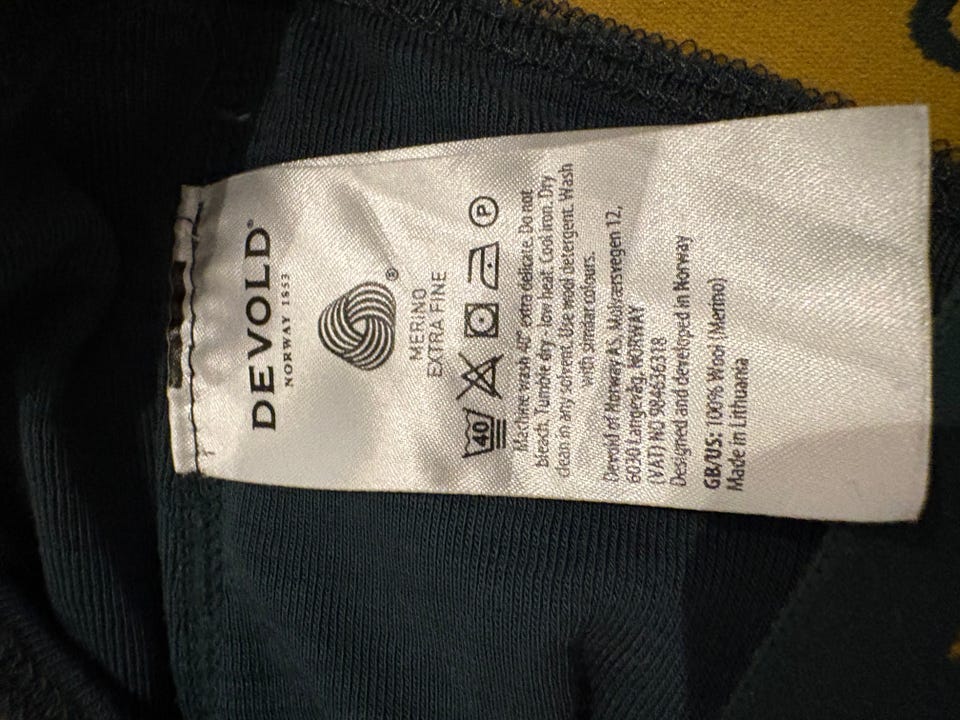 DEVOLD®
NORWAY 1853
®
MERINO
EXTRA FINE
40 P
Machine wash 40° extra delicate. Do not
bleach. Tumble dry - low heat. Cool iron. Dry
clean in any solvent. Use wool detergent. Wash
with similar colours.
Devold of Norway AS, Molværsvegen 12,
6030 Langevåg, NORWAY
(VAT) NO 984636318
Designed and developed in Norway
GB/US: 100% Wool (Merino)
Made in Lithuania